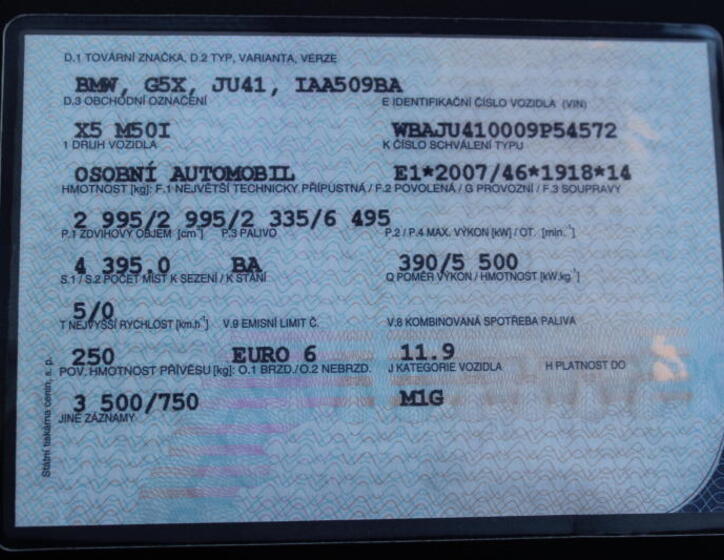 D.1 TOVÁRNÍ ZNAČKA, D.2 TYP, VARIANTA, VERZE
BMW, G5X, JU41, IAA509BA
D.3 OBCHODNÍ OZNAČENÍ E IDENTIFIKAČNÍ ČÍSLO VOZIDLA (VIN)
X5 M50I WBAJU410009P54572
1 DRUH VOZIDLA K ČÍSLO SCHVÁLENÍ TYPU
OSOBNÍ AUTOMOBIL E1*2007/46*1918*14
HMOTNOST [kg]: F.1 NEJVĚTŠÍ TECHNICKY PŘÍPUSTNÁ / F.2 POVOLENÁ / G PROVOZNÍ / F.3 SOUPRAVY
2 995/2 995/2 335/6 495
P.1 ZDVIHOVÝ OBJEM [cm³] P.3 PALIVO P.2 / P.4 MAX. VÝKON [kW] / OT. [min.⁻¹]
4 395,0 BA 390/5 500
S.1 / S.2 POČET MÍST K SEZENÍ / K STÁNÍ Q POMĚR VÝKON / HMOTNOST [kW.kg⁻¹]
5/0
T NEJVYŠŠÍ RYCHLOST [km.h⁻¹] V.9 EMISNÍ LIMIT Č. V.8 KOMBINOVANÁ SPOTŘEBA PALIVA
250 EURO 6 11.9
POV. HMOTNOST PŘÍVĚSU [kg]: O.1 BRZD./O.2 NEBRZD. J KATEGORIE VOZIDLA H PLATNOST DO
3 500/750 M1G
JINÉ ZÁZNAMY
Státní tiskárna cenin, s. p.